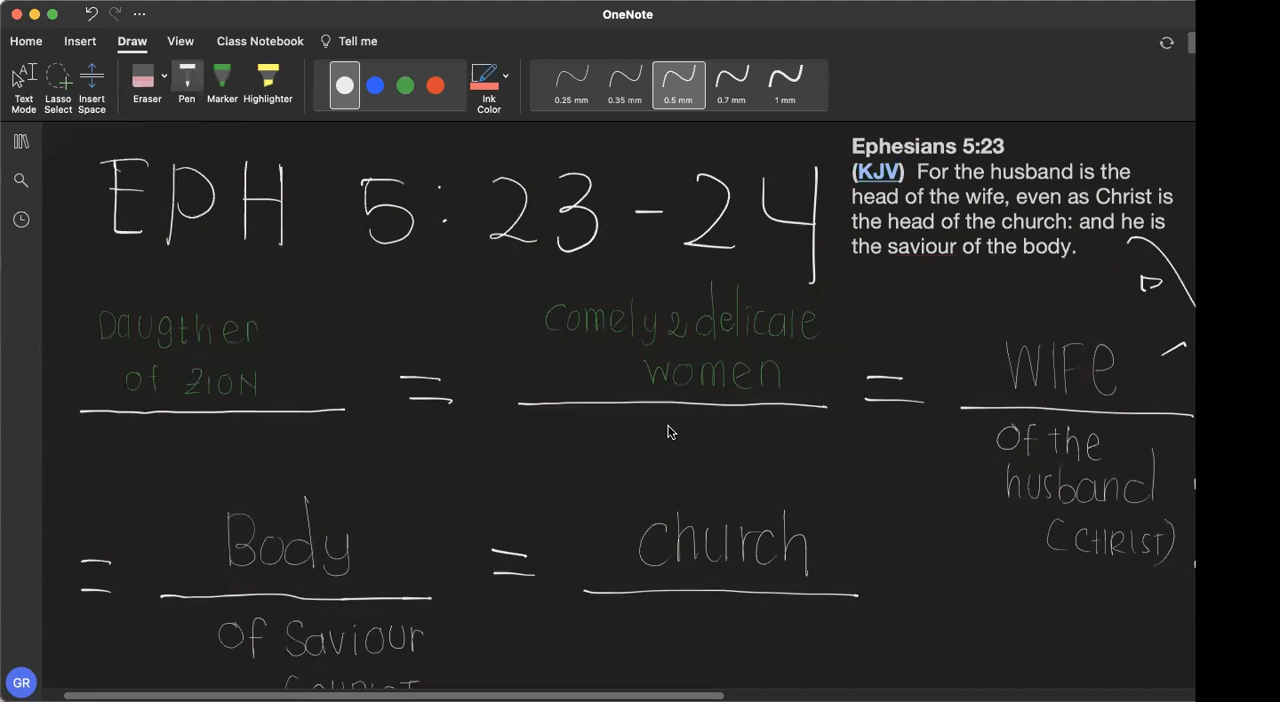 OneNote
Home Insert Draw View Class Notebook Tell me
Text Mode
Lasso Select
Insert Space
Eraser
Pen
Marker
Highlighter
Ink Color
0.25 mm
0.35 mm
0.5 mm
0.7 mm
1 mm
EPH 5:23-24
Ephesians 5:23
(KJV) For the husband is the
head of the wife, even as Christ is
the head of the church: and he is
the saviour of the body.
Daugther
of ZION
=
Comely & delicate
women
=
WIFE
Of the
husband
(CHRIST)
=
Body
Of Saviour
=
church
GR